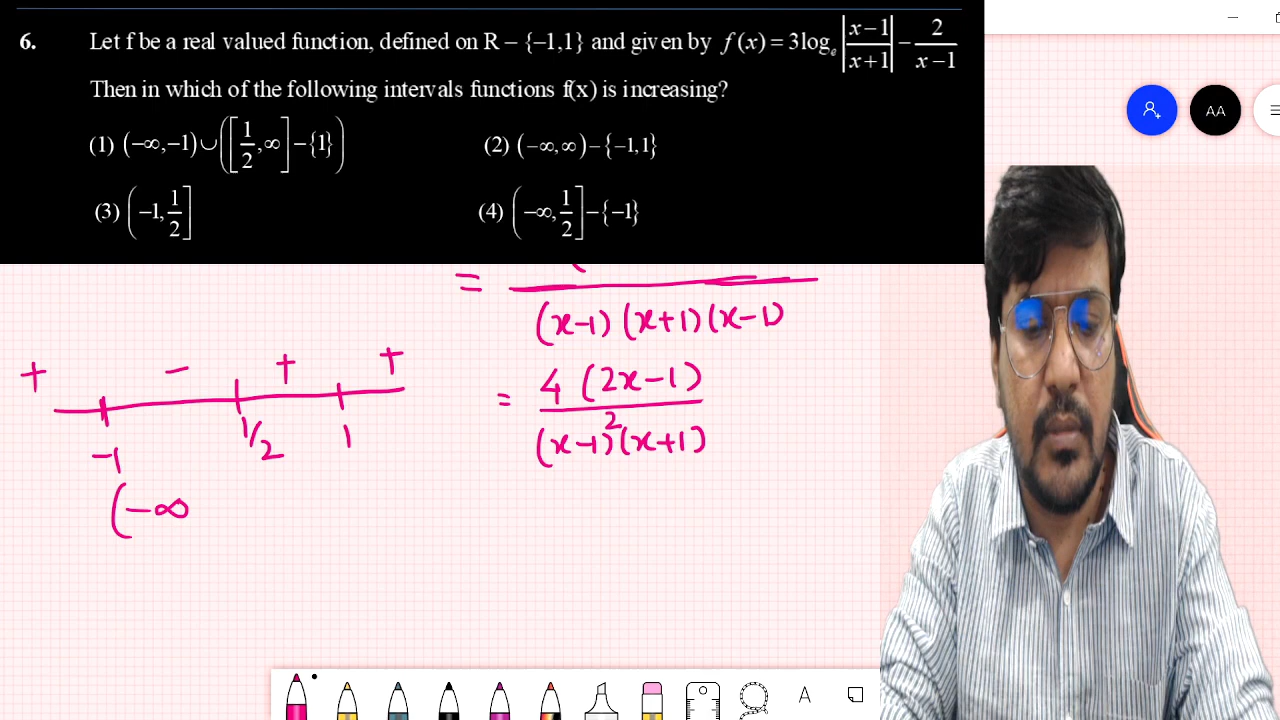 6. Let f be a real valued function, defined on R – {–1,1} and given by f(x) = 3logₑ |x–1/x+1| – 2/x–1
Then in which of the following intervals functions f(x) is increasing?
(1) (–∞,–1) ∪ ([1/2,∞] – {1})
(2) (–∞,∞) – {–1,1}
(3) (–1, 1/2]
(4) (–∞, 1/2] – {–1}
AA
=
(x-1) (x+1) (x-1)
+ - + +
-1 1/2 1
= 4 (2x-1) / (x-1)² (x+1)
(-∞
A